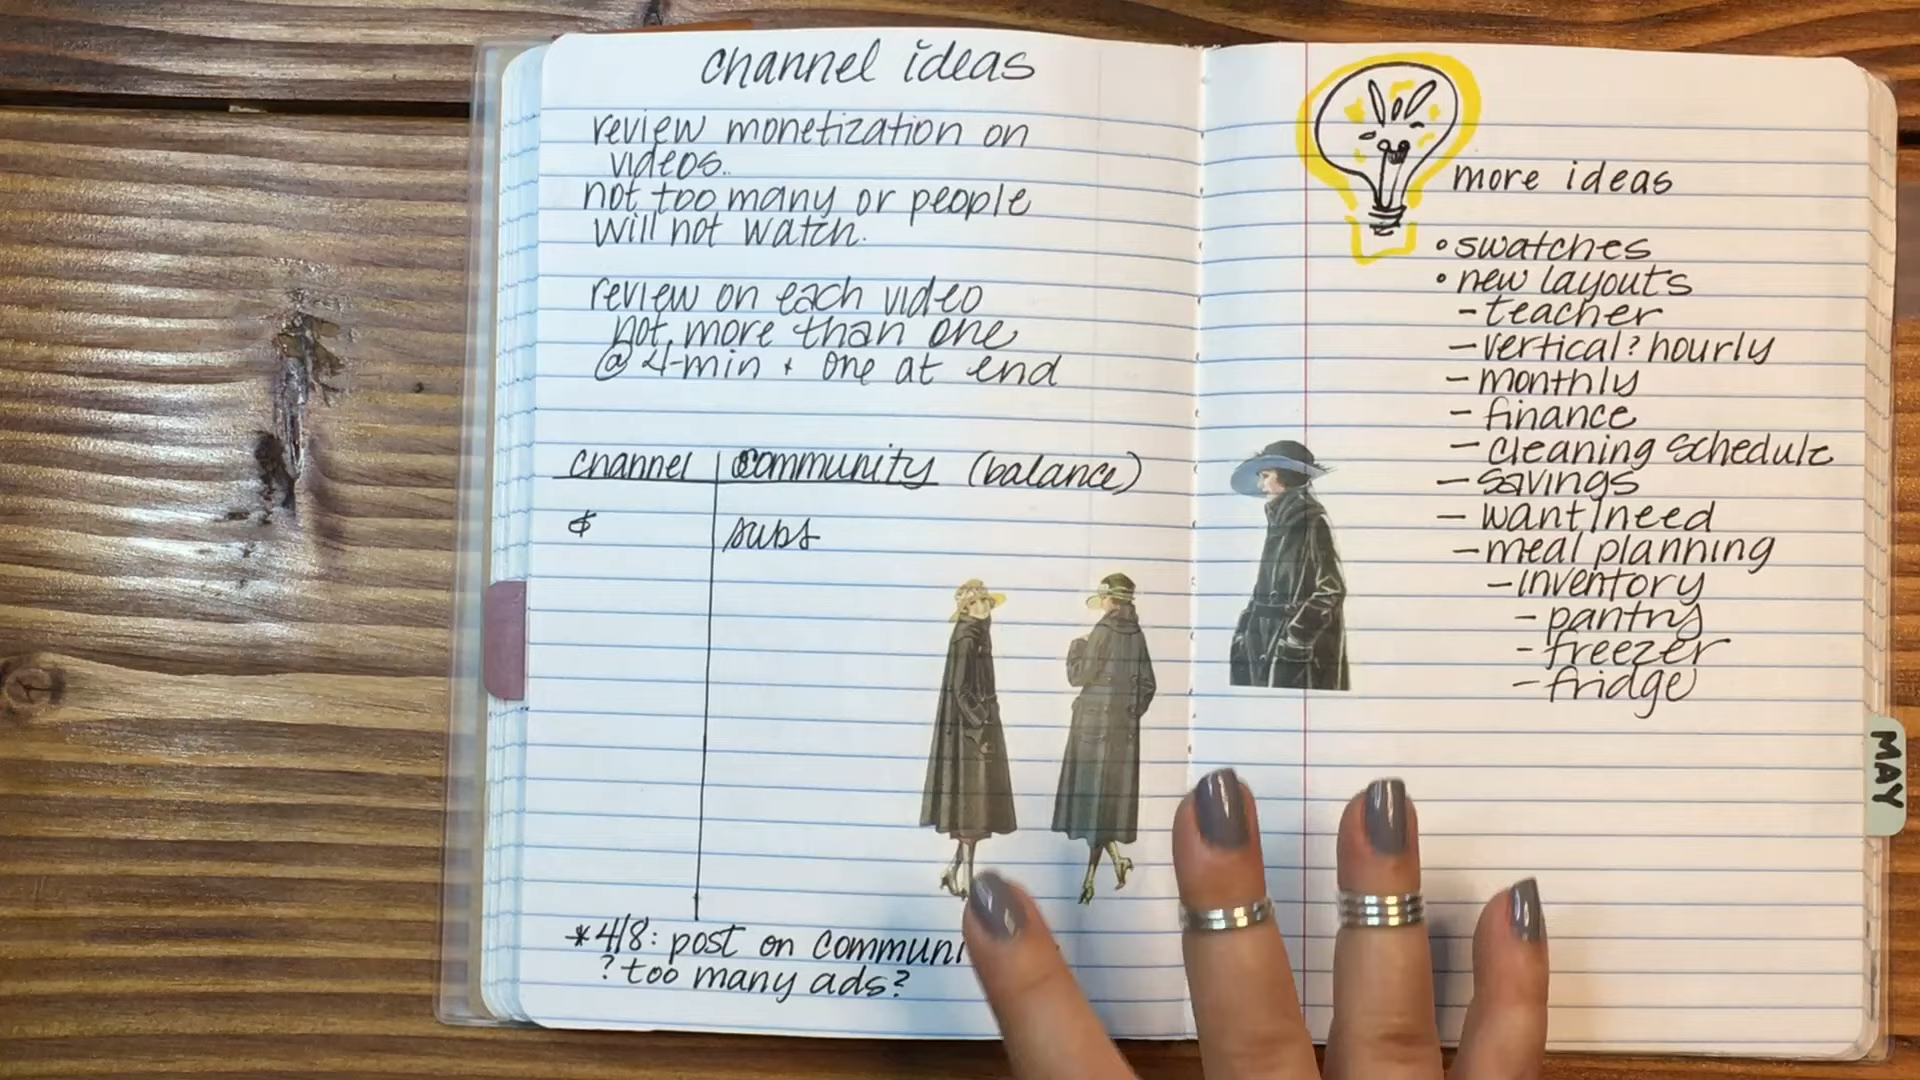 channel ideas
review monetization on
videos..
not too many or people
will not watch.
review on each video
not more than one
@ 4-min + one at end
channel | community (balance)
$ subs
*4/8: post on communi
? too many ads?
more ideas
• swatches
• new layouts
- teacher
- vertical? hourly
- monthly
- finance
- cleaning schedule
- savings
- want/need
- meal planning
- inventory
- pantry
- freezer
- fridge
MAY